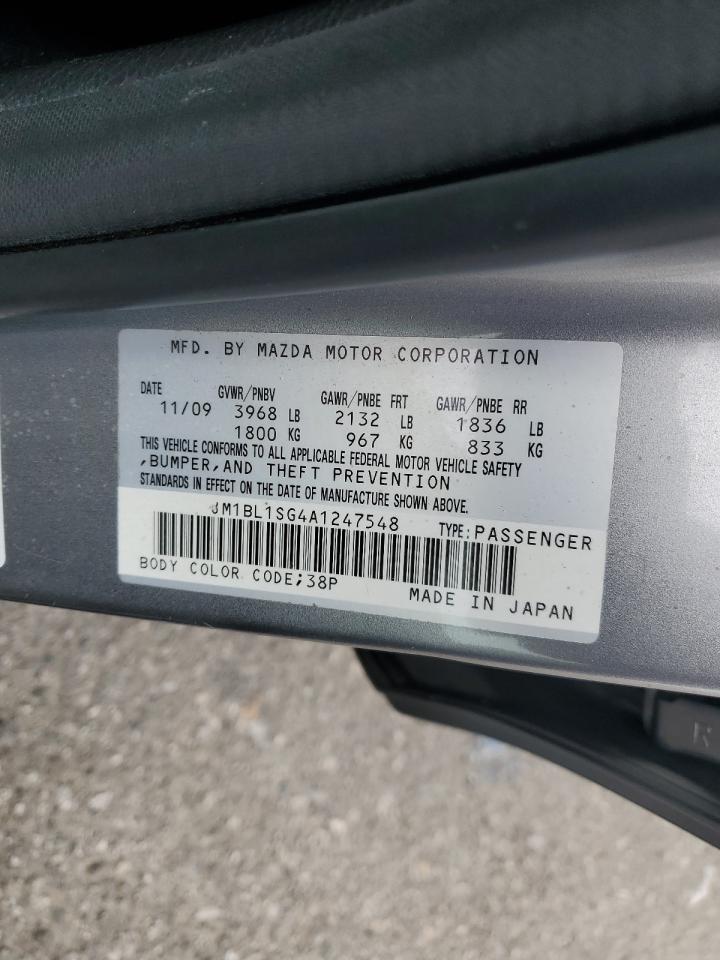 MFD. BY MAZDA MOTOR CORPORATION
DATE GVWR/PNBV GAWR/PNBE FRT GAWR/PNBE RR
11/09 3968 LB 2132 LB 1836 LB
1800 KG 967 KG 833 KG
THIS VEHICLE CONFORMS TO ALL APPLICABLE FEDERAL MOTOR VEHICLE SAFETY
,BUMPER,AND THEFT PREVENTION
STANDARDS IN EFFECT ON THE DATE OF MANUFACTURE SHOWN ABOVE.
JM1BL1SG4A1247548 TYPE:PASSENGER
BODY COLOR CODE;38P MADE IN JAPAN
R